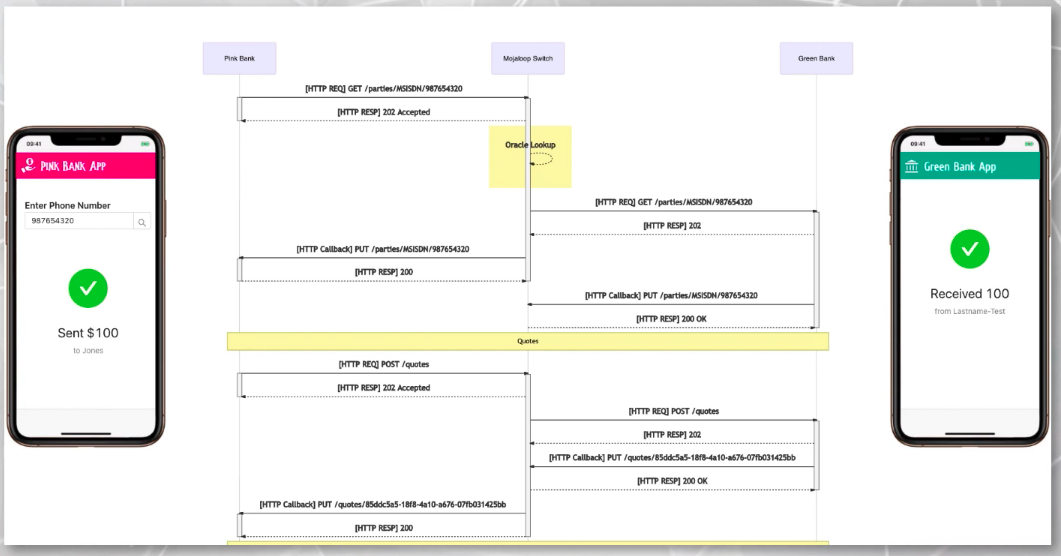 Pink Bank
Mojaloop Switch
Green Bank
[HTTP REQ] GET /parties/MSISDN/987654320
[HTTP RESP] 202 Accepted
Oracle Lookup
[HTTP REQ] GET /parties/MSISDN/987654320
[HTTP RESP] 202
[HTTP Callback] PUT /parties/MSISDN/987654320
[HTTP RESP] 200
[HTTP Callback] PUT /parties/MSISDN/987654320
[HTTP RESP] 200 OK
Quotes
[HTTP REQ] POST /quotes
[HTTP RESP] 202 Accepted
[HTTP REQ] POST /quotes
[HTTP RESP] 202
[HTTP Callback] PUT /quotes/85ddc5a5-18f8-4a10-a676-07fb031425bb
[HTTP RESP] 200 OK
[HTTP Callback] PUT /quotes/85ddc5a5-18f8-4a10-a676-07fb031425bb
[HTTP RESP] 200
09:41
PINK BANK APP
Enter Phone Number
987654320
Sent $100
to Jones
09:41
Green Bank App
Received 100
from Lastname-Test